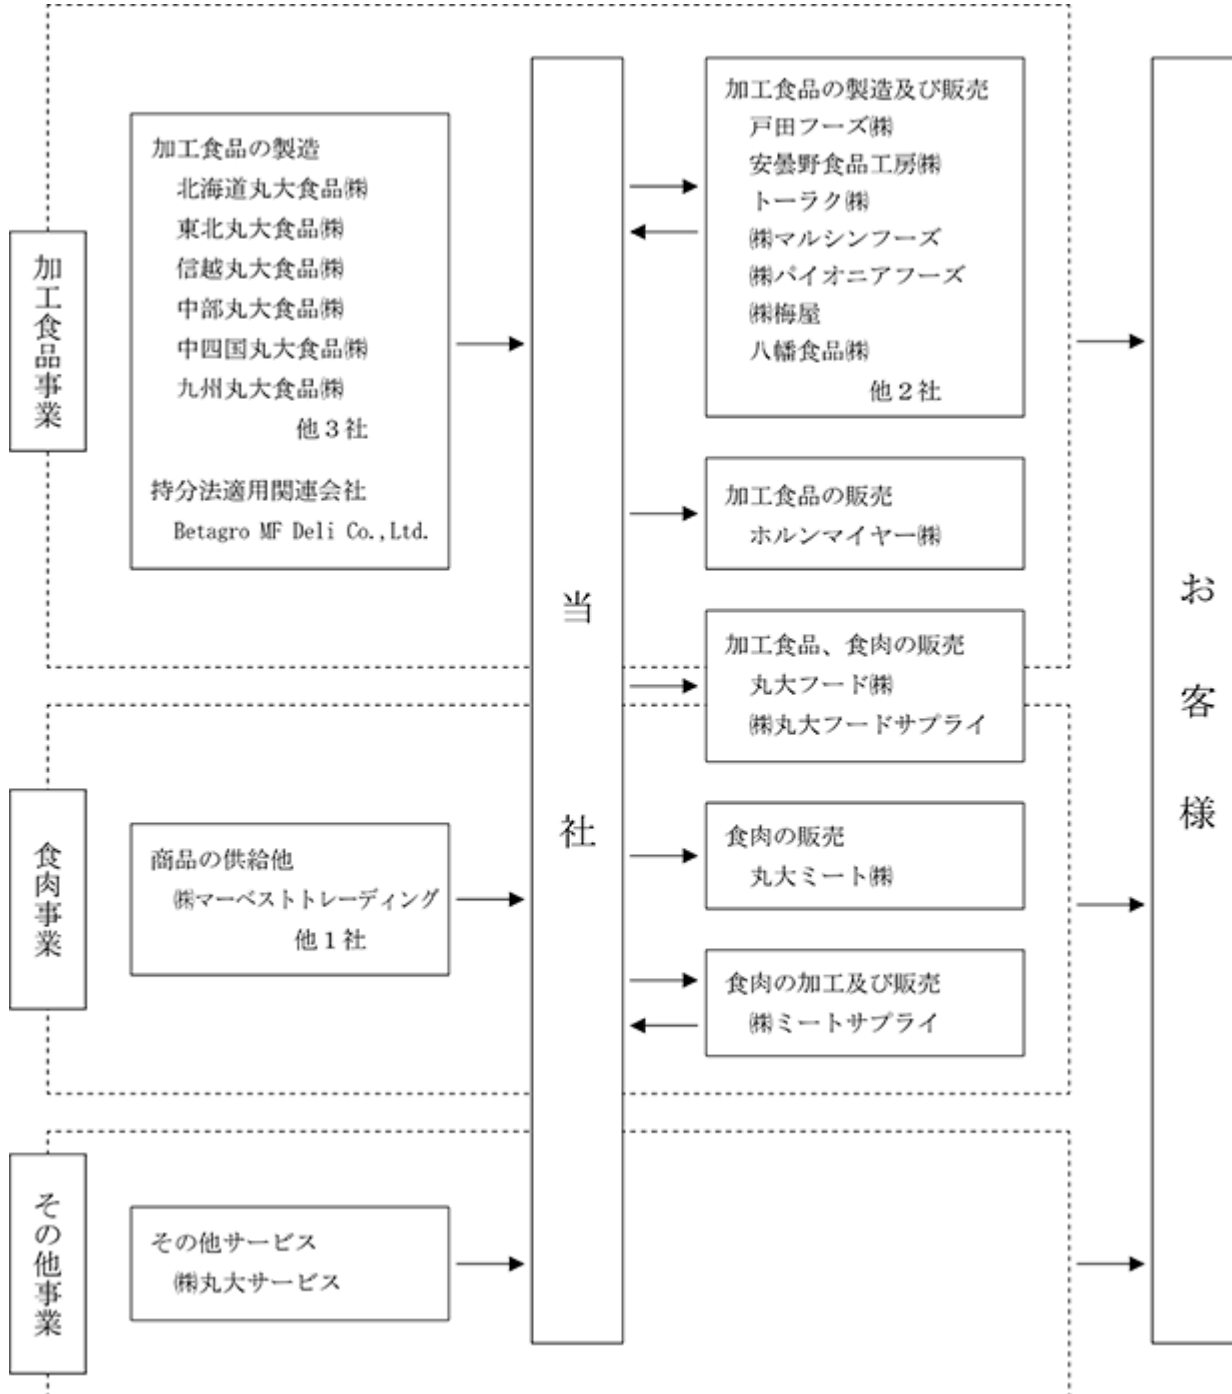 加工食品事業
加工食品の製造
北海道丸大食品㈱
東北丸大食品㈱
信越丸大食品㈱
中部丸大食品㈱
中四国丸大食品㈱
九州丸大食品㈱
他３社
持分法適用関連会社
Betagro MF Deli Co.,Ltd.
食肉事業
商品の供給他
㈱マーベストトレーディング
他１社
その他事業
その他サービス
㈱丸大サービス
当社
加工食品の製造及び販売
戸田フーズ㈱
安曇野食品工房㈱
トーラク㈱
㈱マルシンフーズ
㈱パイオニアフーズ
㈱梅屋
八幡食品㈱
他２社
加工食品の販売
ホルンマイヤー㈱
加工食品、食肉の販売
丸大フード㈱
㈱丸大フードサプライ
食肉の販売
丸大ミート㈱
食肉の加工及び販売
㈱ミートサプライ
お客様